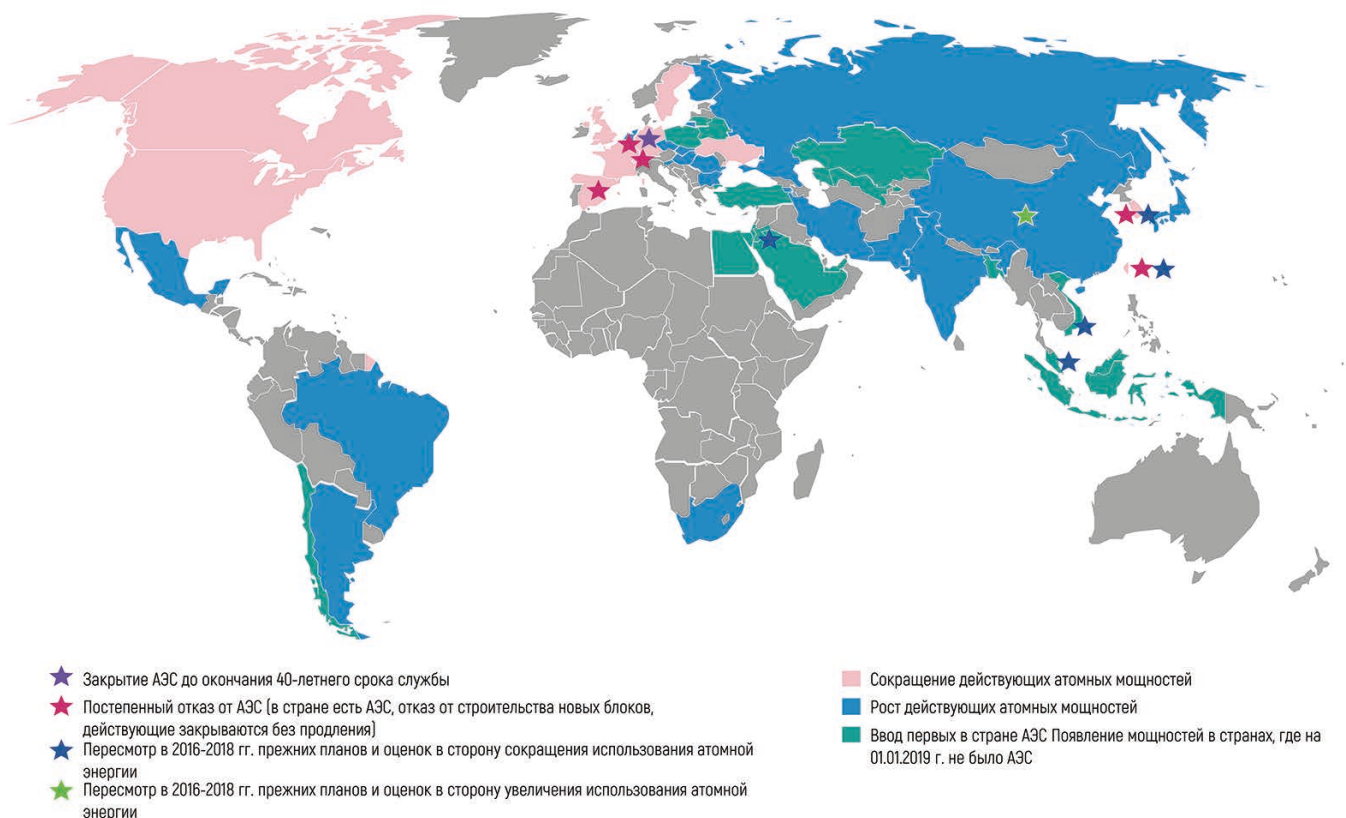 Закрытие АЭС до окончания 40-летнего срока службы
Постепенный отказ от АЭС (в стране есть АЭС, отказ от строительства новых блоков,
действующие закрываются без продления)
Пересмотр в 2016-2018 гг. прежних планов и оценок в сторону сокращения использования атомной
энергии
Пересмотр в 2016-2018 гг. прежних планов и оценок в сторону увеличения использования атомной
энергии
Сокращение действующих атомных мощностей
Рост действующих атомных мощностей
Ввод первых в стране АЭС Появление мощностей в странах, где на
01.01.2019 г. не было АЭС